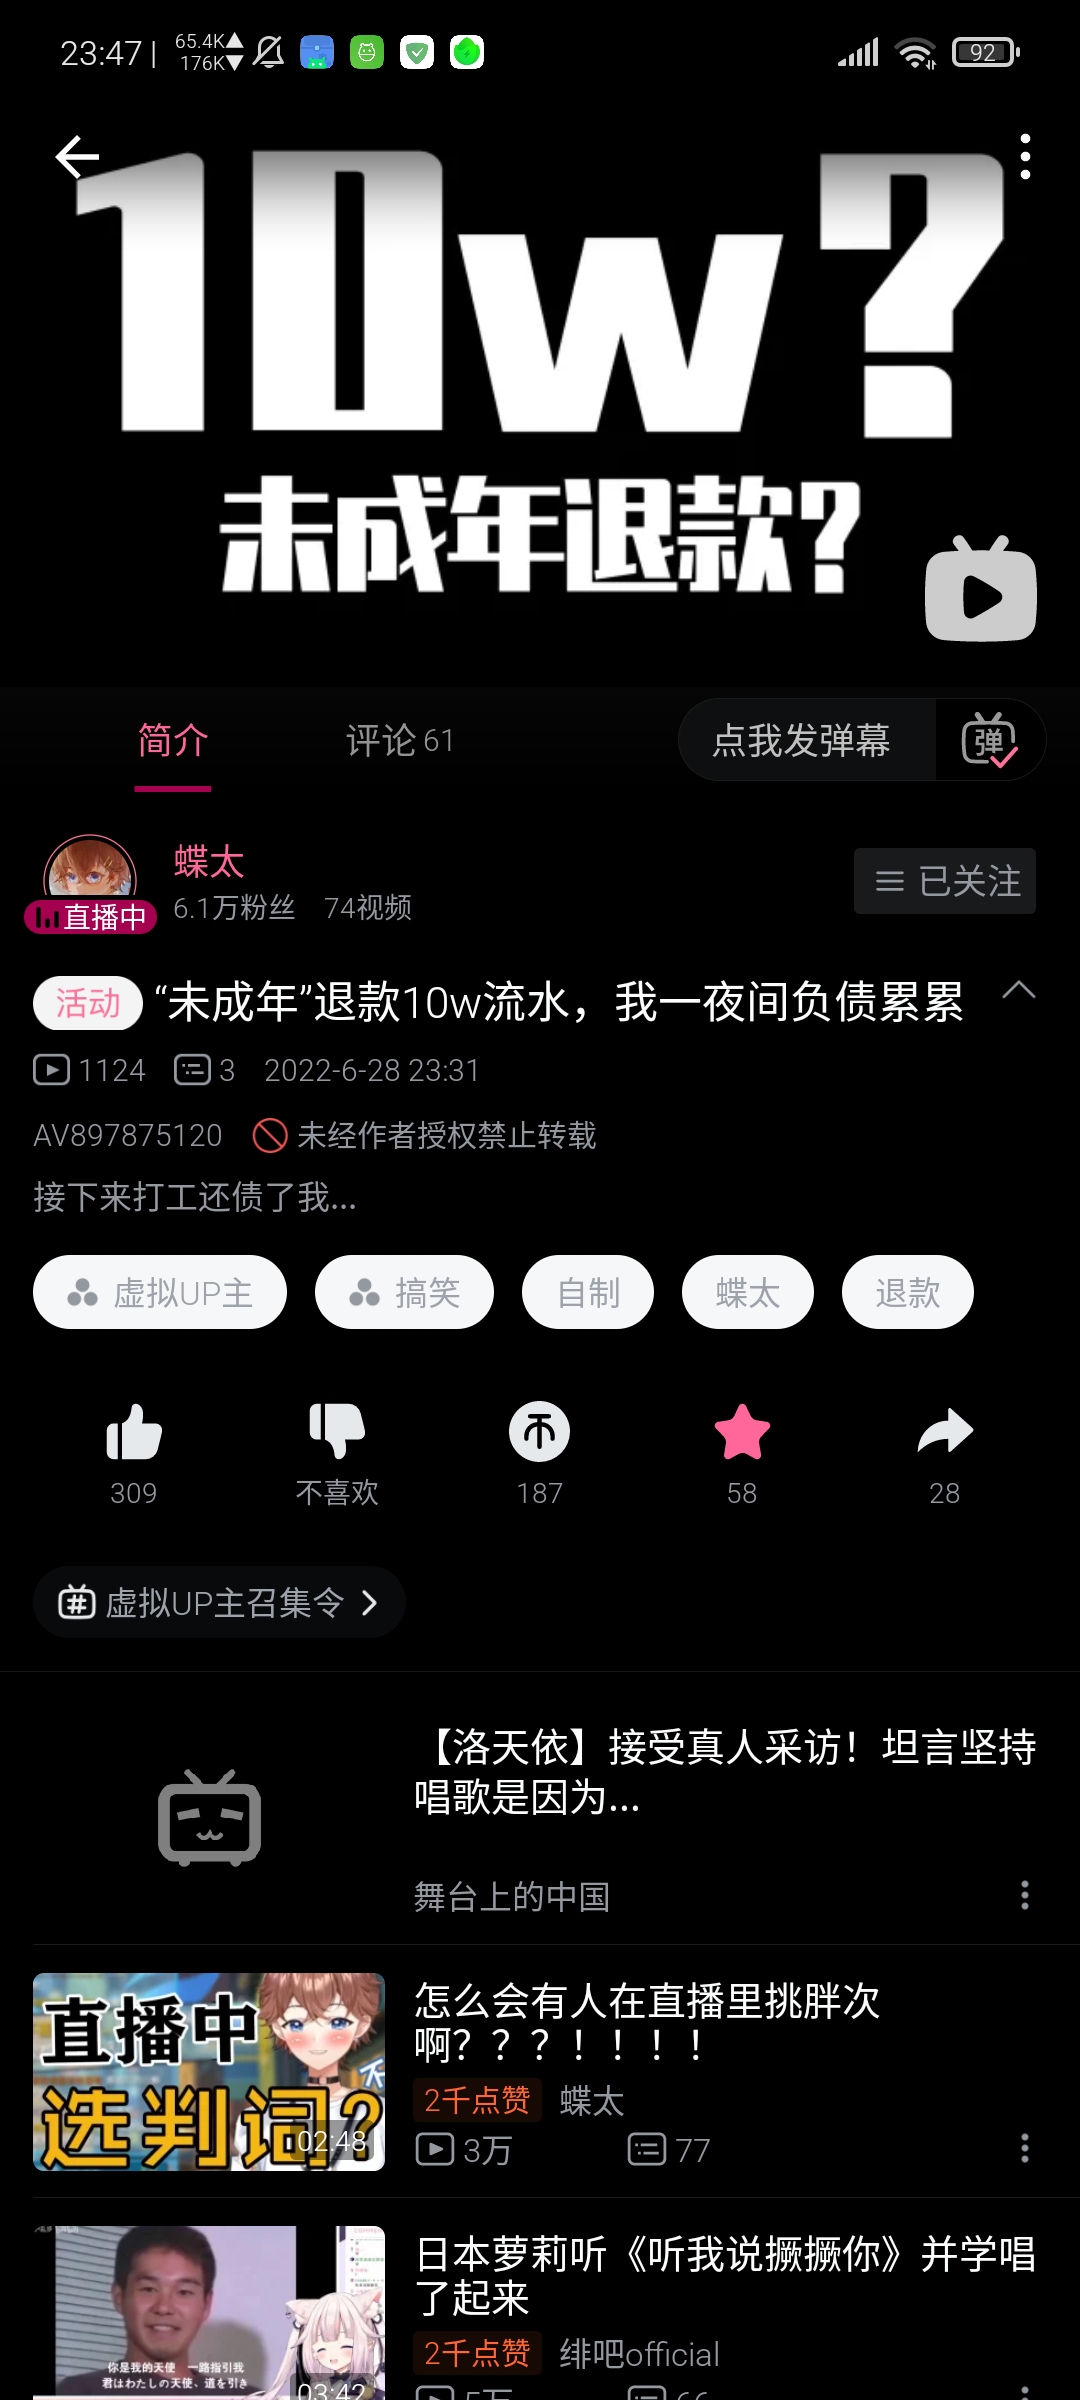 23:47
65.4K
176K
92
10w?
未成年退款?
简介
评论 61
点我发弹幕
弹
蝶太
6.1万粉丝 74视频
直播中
已关注
活动 “未成年”退款10w流水，我一夜间负债累累
1124 3 2022-6-28 23:31
AV897875120 未经作者授权禁止转载
接下来打工还债了我...
虚拟UP主 搞笑 自制 蝶太 退款
309 不喜欢 187 58 28
虚拟UP主召集令
【洛天依】接受真人采访！坦言坚持
唱歌是因为...
舞台上的中国
直播中
选判词?
02:48
怎么会有人在直播里挑胖次
啊？？？！！！！
2千点赞 蝶太
3万 77
你是我的天使 一路指引我
君はわたしの天使、道を引き
03:42
日本萝莉听《听我说撅撅你》并学唱
了起来
2千点赞 绯吧official
5万 66